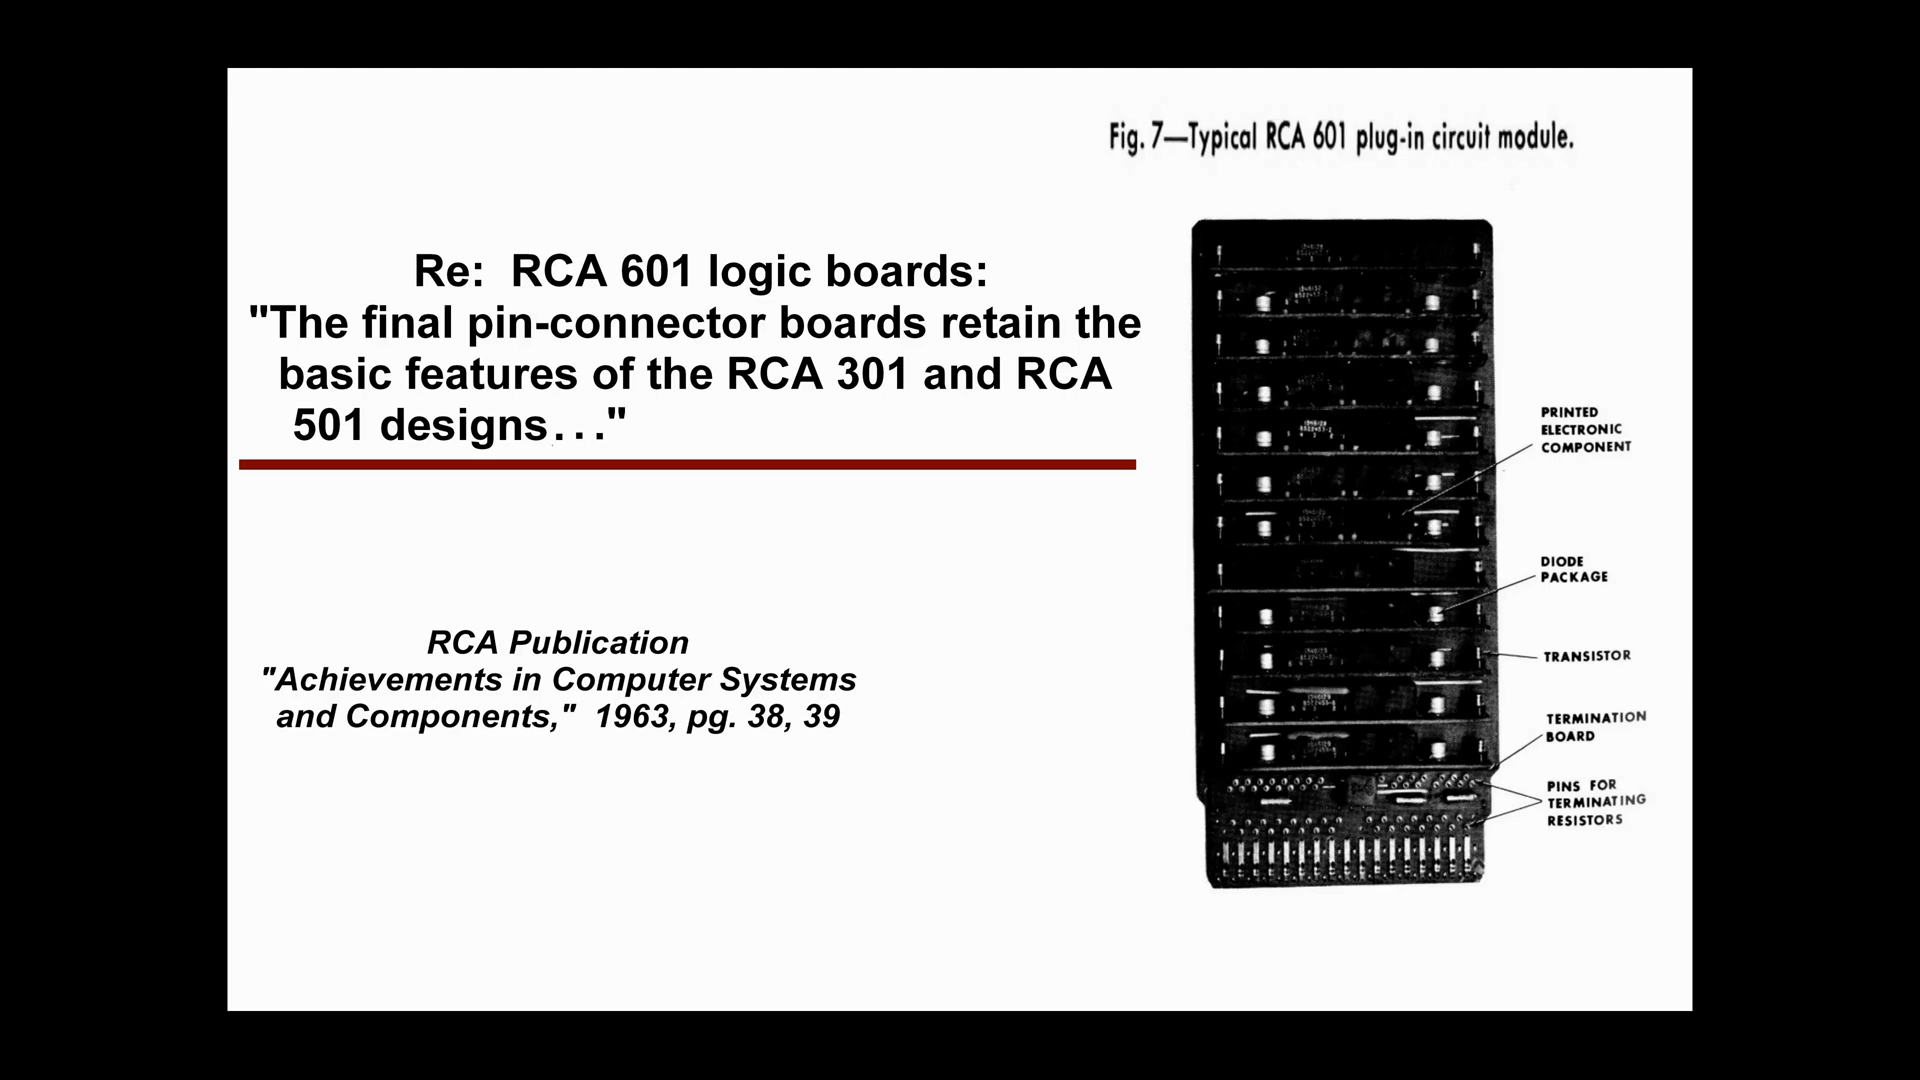 Fig. 7—Typical RCA 601 plug-in circuit module.
Re: RCA 601 logic boards:
"The final pin-connector boards retain the
basic features of the RCA 301 and RCA
501 designs..."
RCA Publication
"Achievements in Computer Systems
and Components," 1963, pg. 38, 39
PRINTED
ELECTRONIC
COMPONENT
DIODE
PACKAGE
TRANSISTOR
TERMINATION
BOARD
PINS FOR
TERMINATING
RESISTORS